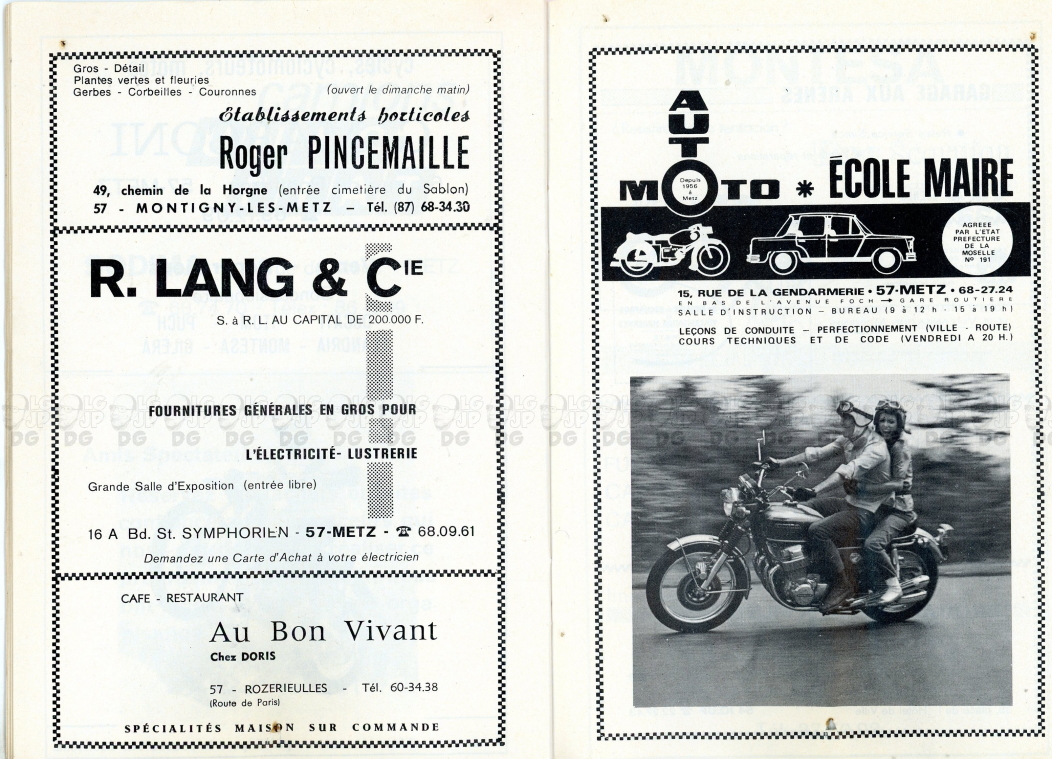 Gros - Détail
Plantes vertes et fleuries
Gerbes - Corbeilles - Couronnes
(ouvert le dimanche matin)
Établissements horticoles
Roger PINCEMAILLE
49, chemin de la Horgne (entrée cimetière du Sablon)
57 - MONTIGNY-LES-METZ – Tél. (87) 68-34.30
R. LANG & CIE
S. à R. L. AU CAPITAL DE 200.000 F.
FOURNITURES GÉNÉRALES EN GROS POUR
L'ÉLECTRICITÉ- LUSTRERIE
Grande Salle d'Exposition (entrée libre)
16 A Bd. St. SYMPHORIEN - 57-METZ - ☎ 68.09.61
Demandez une Carte d'Achat à votre électricien
CAFE - RESTAURANT
Au Bon Vivant
Chez DORIS
57 - ROZERIEULLES - Tél. 60-34.38
(Route de Paris)
SPÉCIALITÉS MAISON SUR COMMANDE
AUTO
MOTO * ÉCOLE MAIRE
Depuis
1956
à
Metz
AGREEE
PAR L'ETAT
PREFECTURE
DE LA
MOSELLE
Nº 191
15, RUE DE LA GENDARMERIE • 57-METZ • 68-27.24
EN BAS DE L'AVENUE FOCH → GARE ROUTIERE
SALLE D'INSTRUCTION – BUREAU (9 à 12 h - 15 à 19 h)
LEÇONS DE CONDUITE – PERFECTIONNEMENT (VILLE - ROUTE)
COURS TECHNIQUES ET DE CODE (VENDREDI A 20 H.)